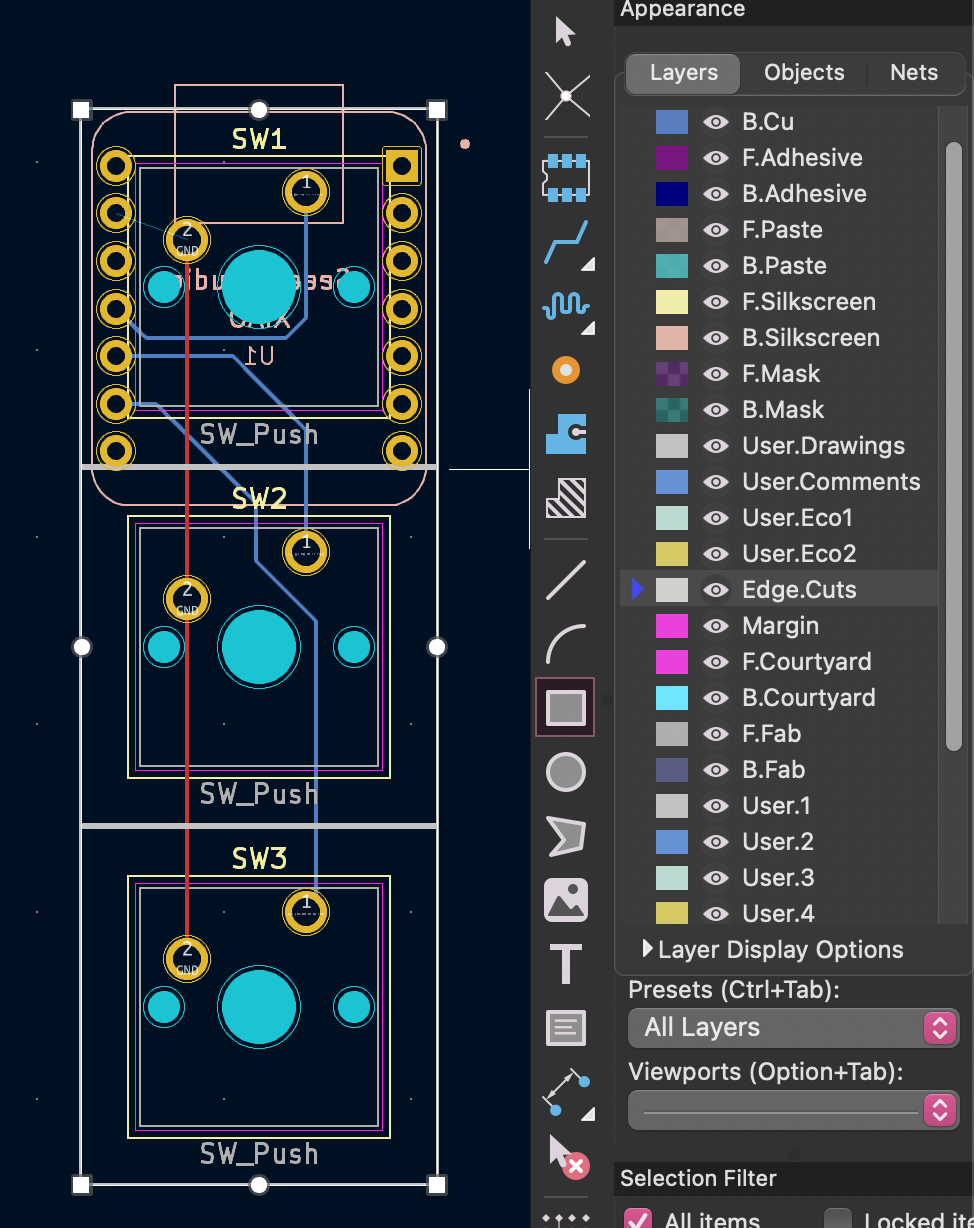 Appearance
Layers Objects Nets
B.Cu
F.Adhesive
B.Adhesive
F.Paste
B.Paste
F.Silkscreen
B.Silkscreen
F.Mask
B.Mask
User.Drawings
User.Comments
User.Eco1
User.Eco2
Edge.Cuts
Margin
F.Courtyard
B.Courtyard
F.Fab
B.Fab
User.1
User.2
User.3
User.4
Layer Display Options
Presets (Ctrl+Tab):
All Layers
Viewports (Option+Tab):
Selection Filter
All items
Locked ite
SW1
1
2
GND
U1
SW_Push
SW2
1
2
GND
SW_Push
SW3
1
2
GND
SW_Push